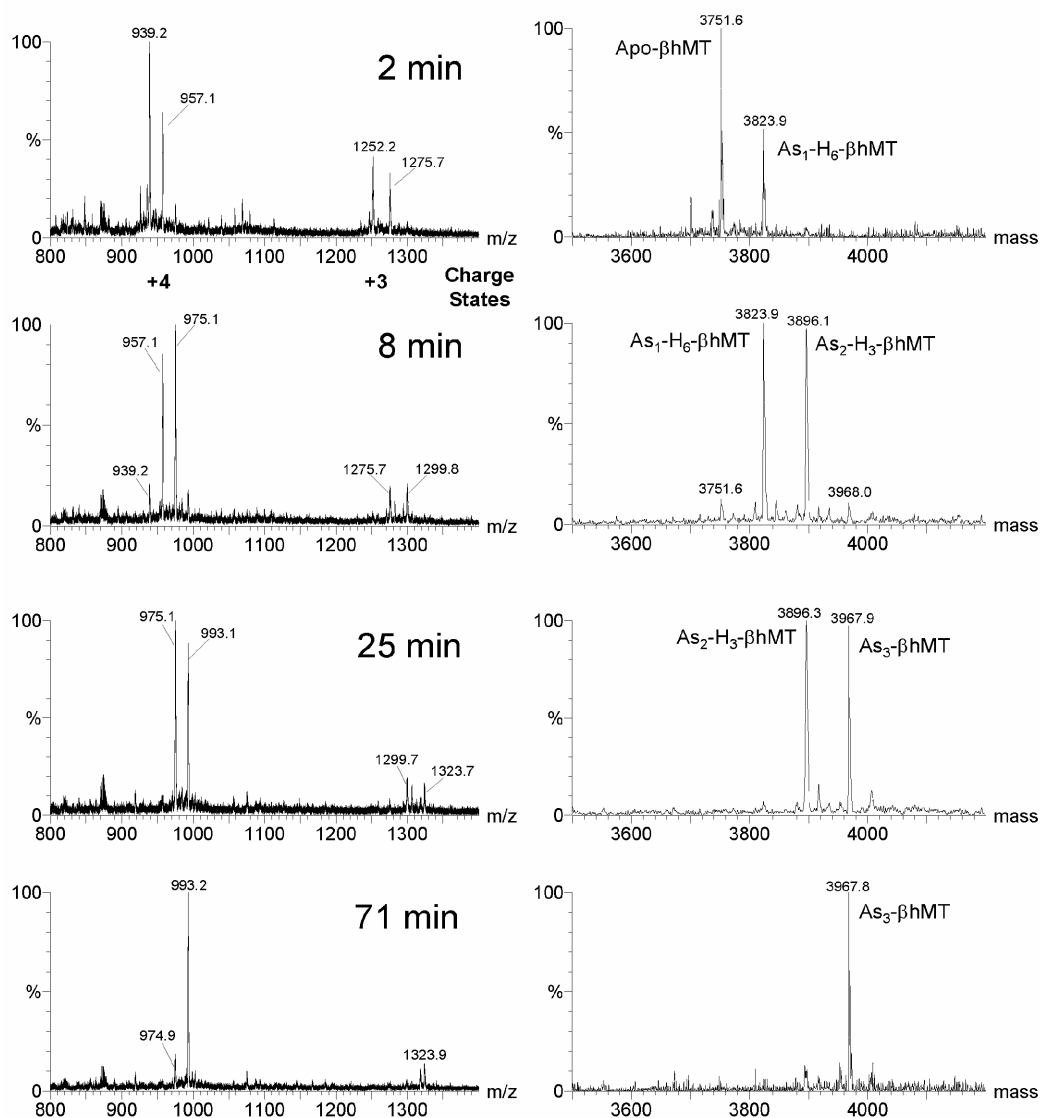 2 min
100
%
0
939.2
957.1
1252.2
1275.7
800 900 1000 1100 1200 1300 m/z
+4 +3 Charge States
100
%
0
3751.6
Apo-βhMT
3823.9
As₁-H₆-βhMT
3600 3800 4000 mass
8 min
100
%
0
957.1
975.1
939.2
1275.7
1299.8
800 900 1000 1100 1200 1300 m/z
100
%
0
3823.9
As₁-H₆-βhMT
3896.1
As₂-H₃-βhMT
3751.6
3968.0
3600 3800 4000 mass
25 min
100
%
0
975.1
993.1
1299.7
1323.7
800 900 1000 1100 1200 1300 m/z
100
%
0
3896.3
As₂-H₃-βhMT
3967.9
As₃-βhMT
3600 3800 4000 mass
71 min
100
%
0
993.2
974.9
1323.9
800 900 1000 1100 1200 1300 m/z
100
%
0
3967.8
As₃-βhMT
3600 3800 4000 mass